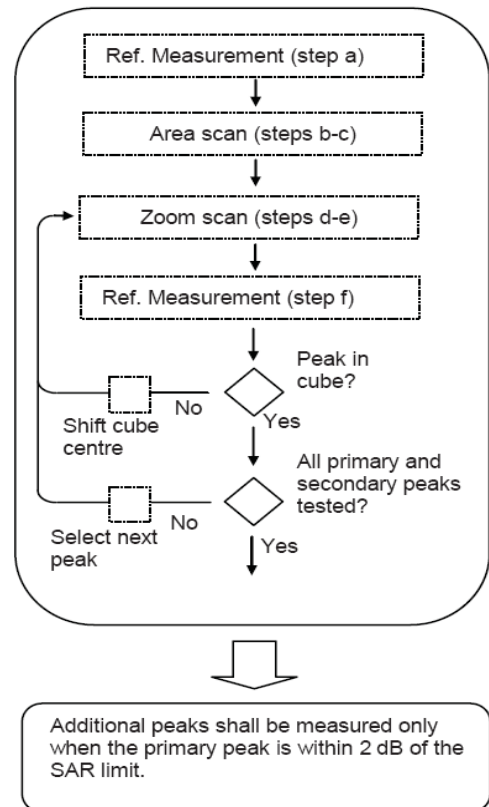 Ref. Measurement (step a)
Area scan (steps b-c)
Zoom scan (steps d-e)
Ref. Measurement (step f)
Peak in
cube?
No
Yes
Shift cube
centre
All primary and
secondary peaks
tested?
No
Yes
Select next
peak
Additional peaks shall be measured only
when the primary peak is within 2 dB of the
SAR limit.